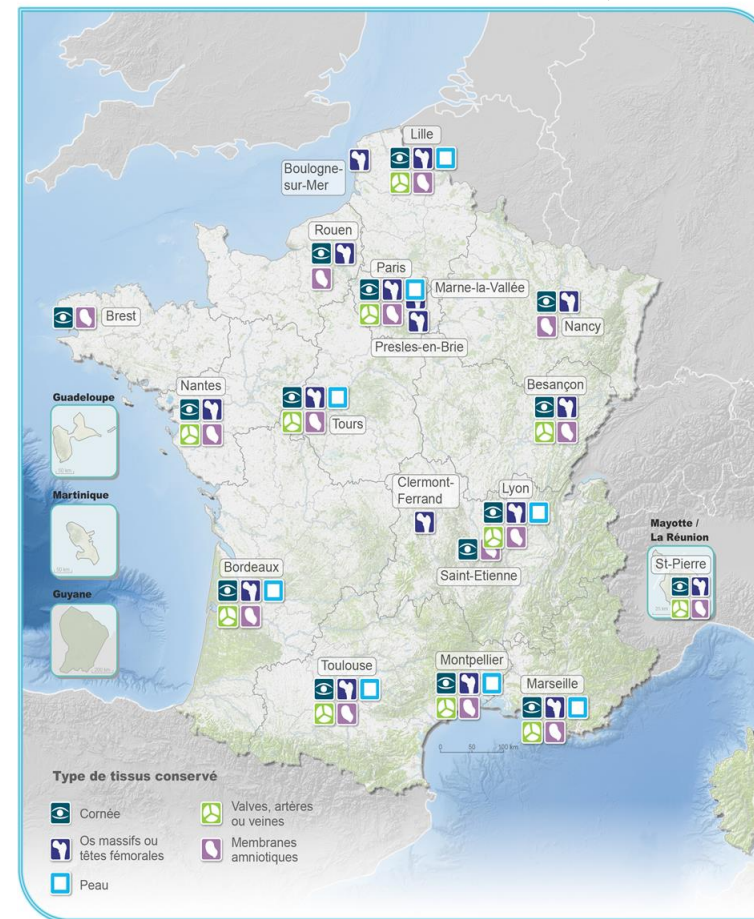 Lille
Boulogne-
sur-Mer
Rouen
Paris
Marne-la-Vallée
Nancy
Presles-en-Brie
Brest
Nantes
Tours
Besançon
Guadeloupe
Martinique
Guyane
Clermont-
Ferrand
Lyon
Saint-Etienne
Mayotte /
La Réunion
St-Pierre
Bordeaux
Toulouse
Montpellier
Marseille
0 50 100 km
Type de tissus conservé
Cornée
Os massifs ou
têtes fémorales
Peau
Valves, artères
ou veines
Membranes
amniotiques